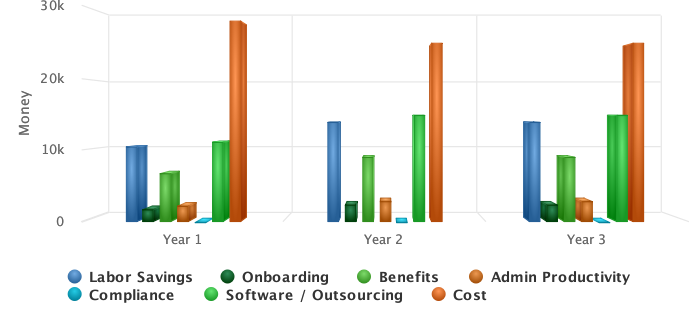 30k
20k
Money
10k
0
Year 1 Year 2 Year 3
Labor Savings Onboarding Benefits Admin Productivity
Compliance Software / Outsourcing Cost